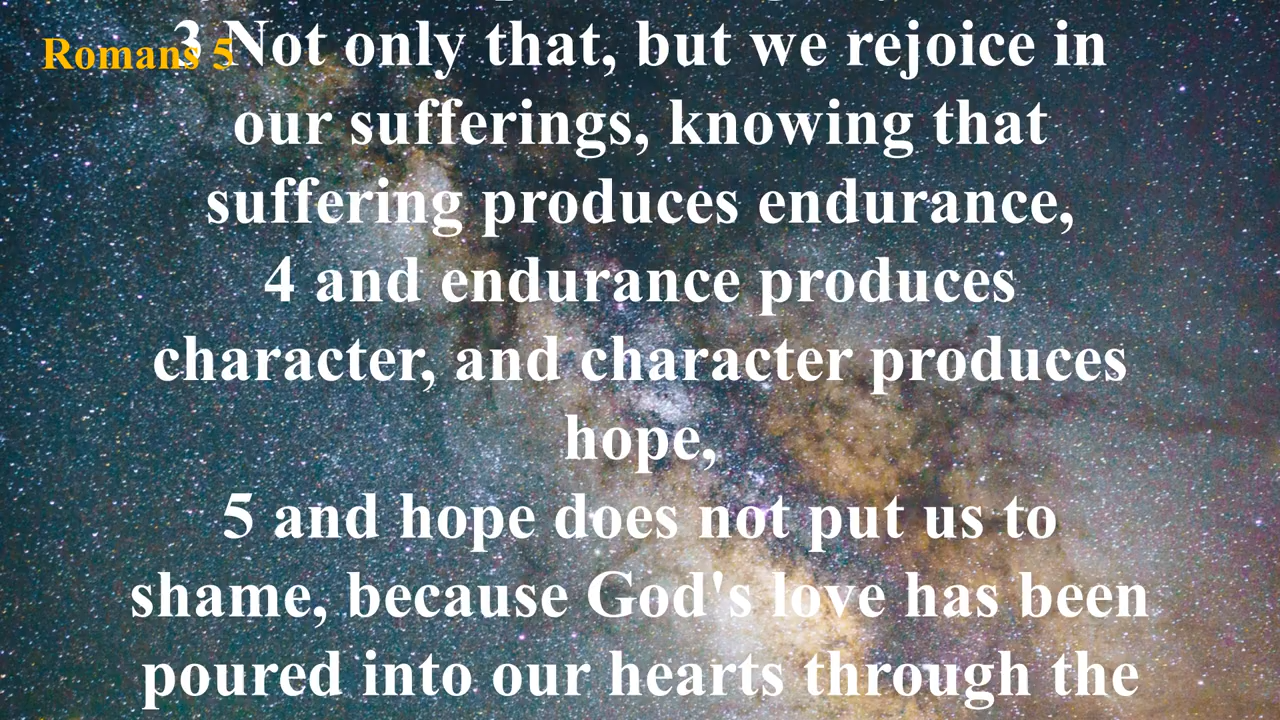 Romans 5
3 Not only that, but we rejoice in
our sufferings, knowing that
suffering produces endurance,
4 and endurance produces
character, and character produces
hope,
5 and hope does not put us to
shame, because God's love has been
poured into our hearts through the